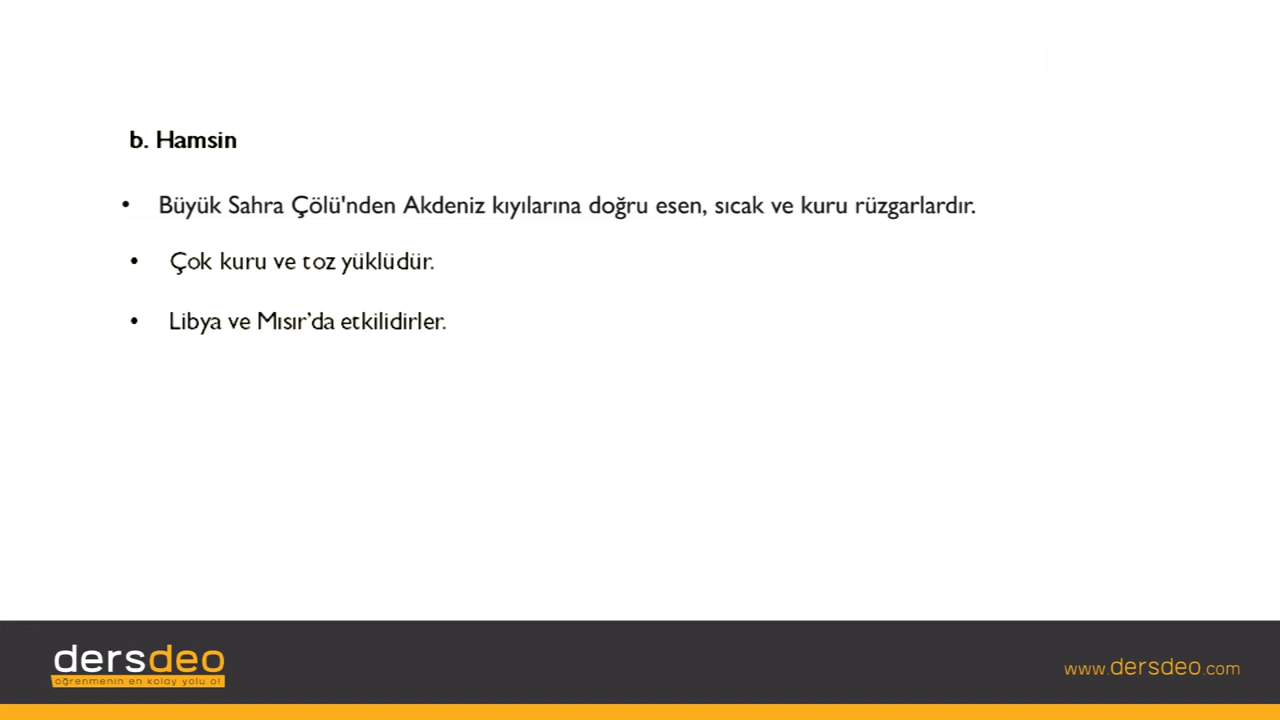 b. Hamsin
• Büyük Sahra Çölü'nden Akdeniz kıyılarına doğru esen, sıcak ve kuru rüzgarlardır.
• Çok kuru ve toz yüklüdür.
• Libya ve Mısır’da etkilidirler.
dersdeo
öğrenmenin en kolay yolu o!
www.dersdeo.com